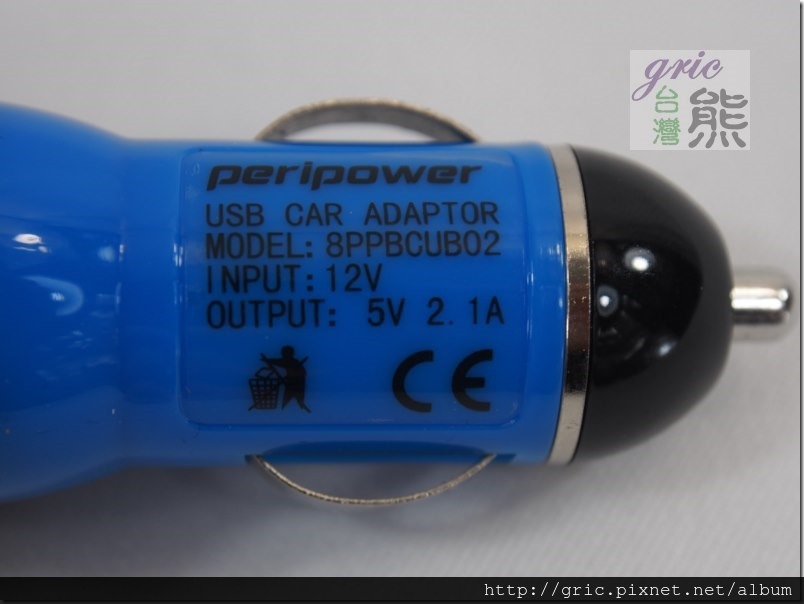 gric
台灣熊
peripower
USB CAR ADAPTOR
MODEL: 8PPBCUB02
INPUT: 12V
OUTPUT: 5V 2.1A
CE
http://gric.pixnet.net/album